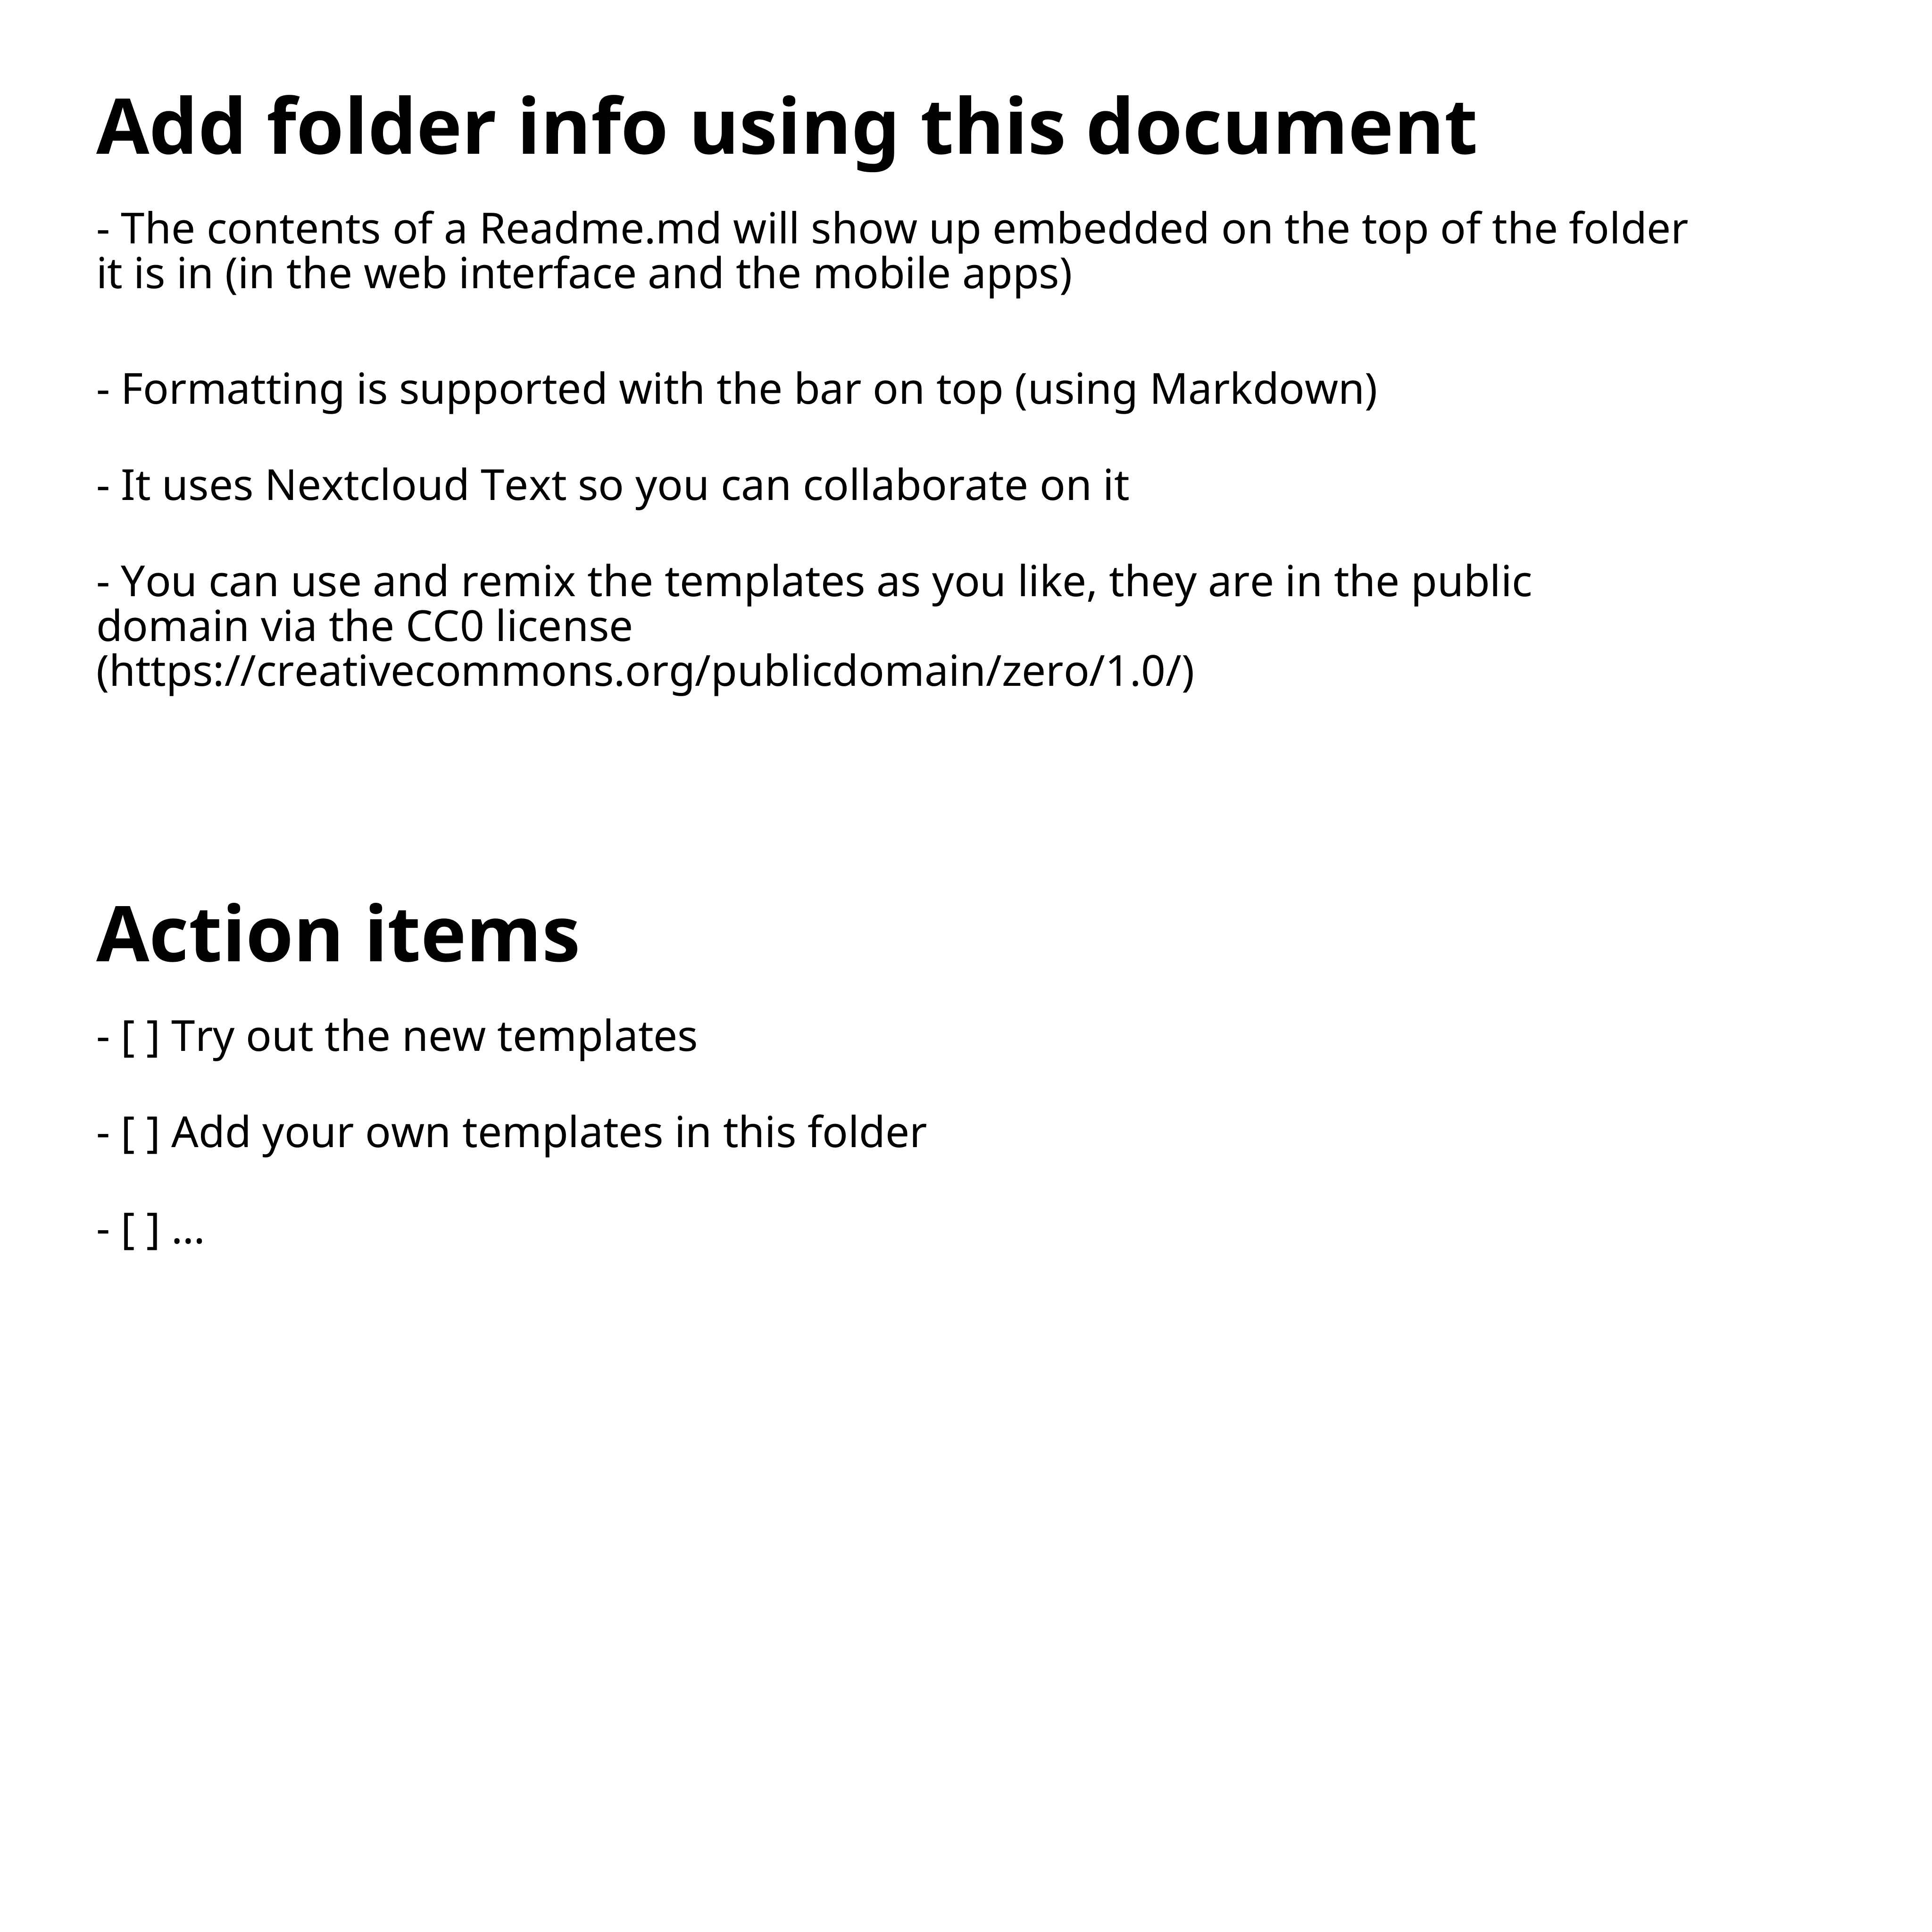 Add folder info using this document
- The contents of a Readme.md will show up embedded on the top of the folder
it is in (in the web interface and the mobile apps)
- Formatting is supported with the bar on top (using Markdown)
- It uses Nextcloud Text so you can collaborate on it
- You can use and remix the templates as you like, they are in the public
domain via the CC0 license
(https://creativecommons.org/publicdomain/zero/1.0/)
Action items
- [ ] Try out the new templates
- [ ] Add your own templates in this folder
- [ ] ...